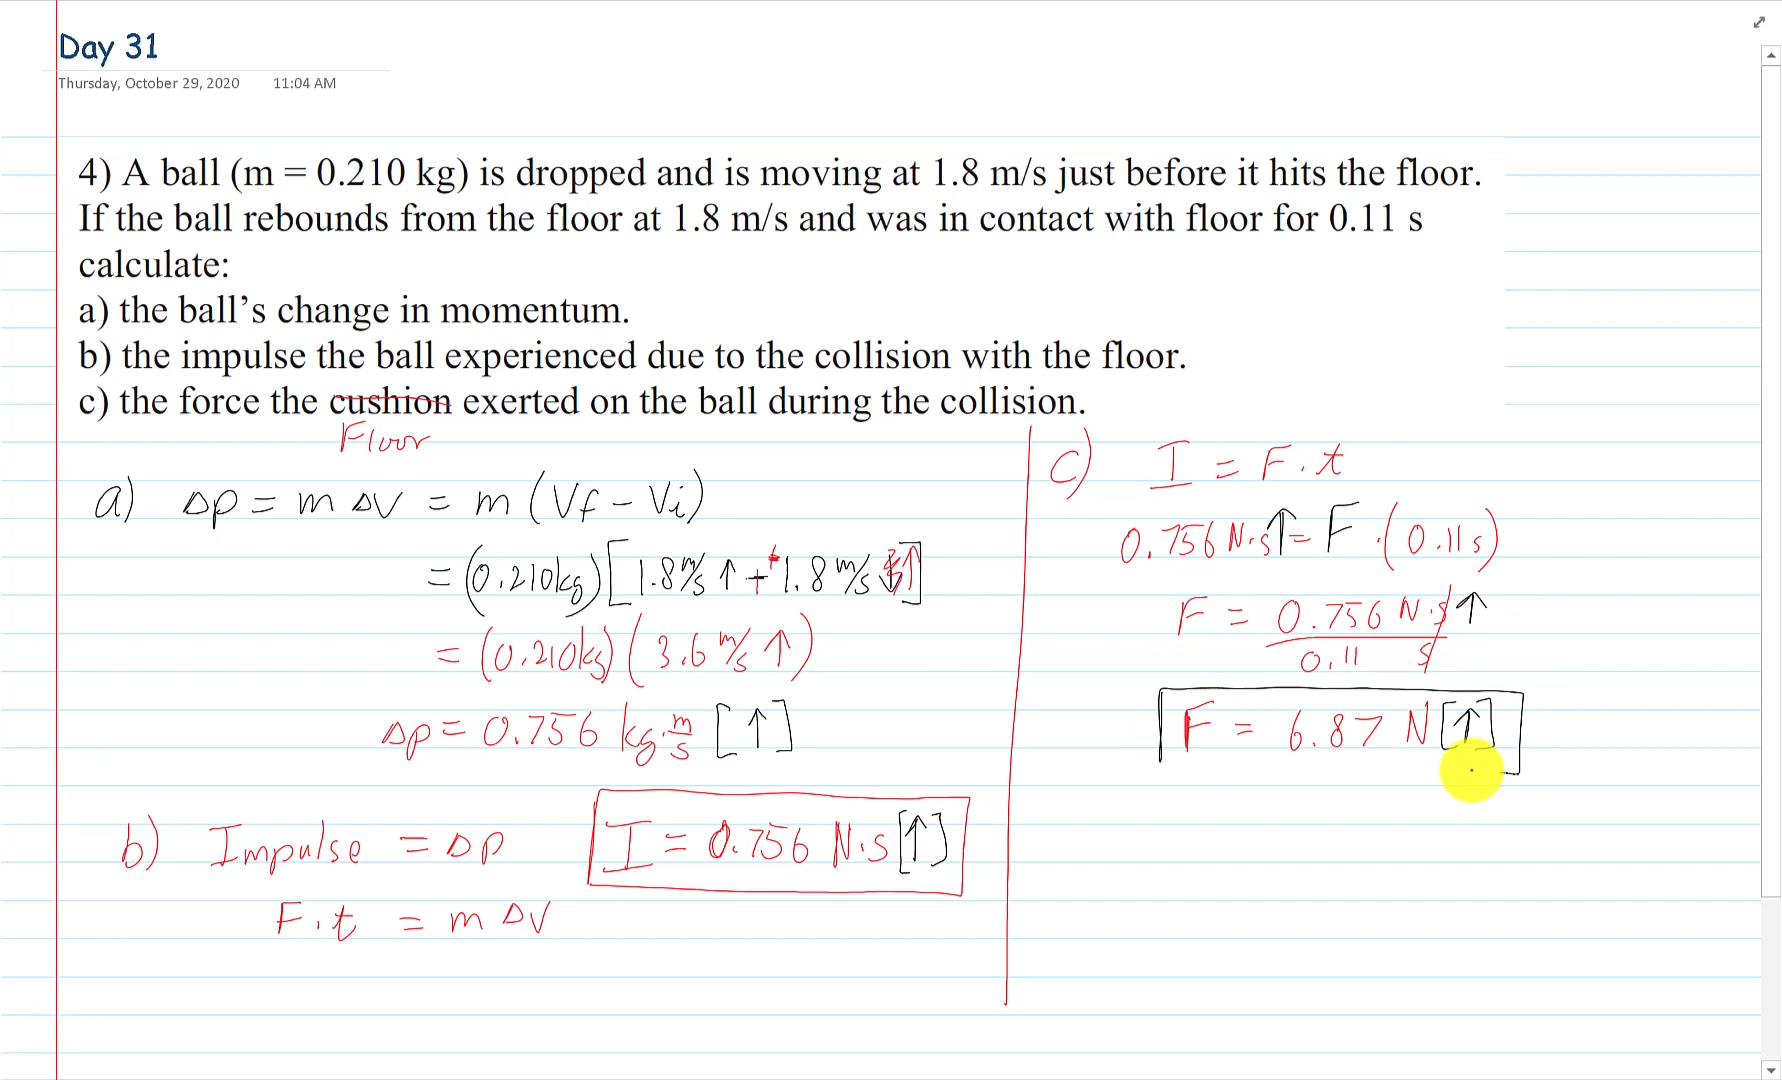 Day 31
Thursday, October 29, 2020 11:04 AM
4) A ball (m = 0.210 kg) is dropped and is moving at 1.8 m/s just before it hits the floor.
If the ball rebounds from the floor at 1.8 m/s and was in contact with floor for 0.11 s
calculate:
a) the ball’s change in momentum.
b) the impulse the ball experienced due to the collision with the floor.
c) the force the cushion exerted on the ball during the collision.
Floor
a) Δp = m Δv = m (Vf - Vi)
= (0.210kg) [1.8 m/s ↑ + +1.8 m/s ↑]
= (0.210kg) (3.6 m/s ↑)
Δp = 0.756 kg·m/s [↑]
b) Impulse = Δp
I = 0.756 N·s [↑]
F·t = m Δv
c) I = F·t
0.756 N·s ↑ = F·(0.11s)
F = 0.756 N·s ↑
0.11 s
F = 6.87 N [↑]